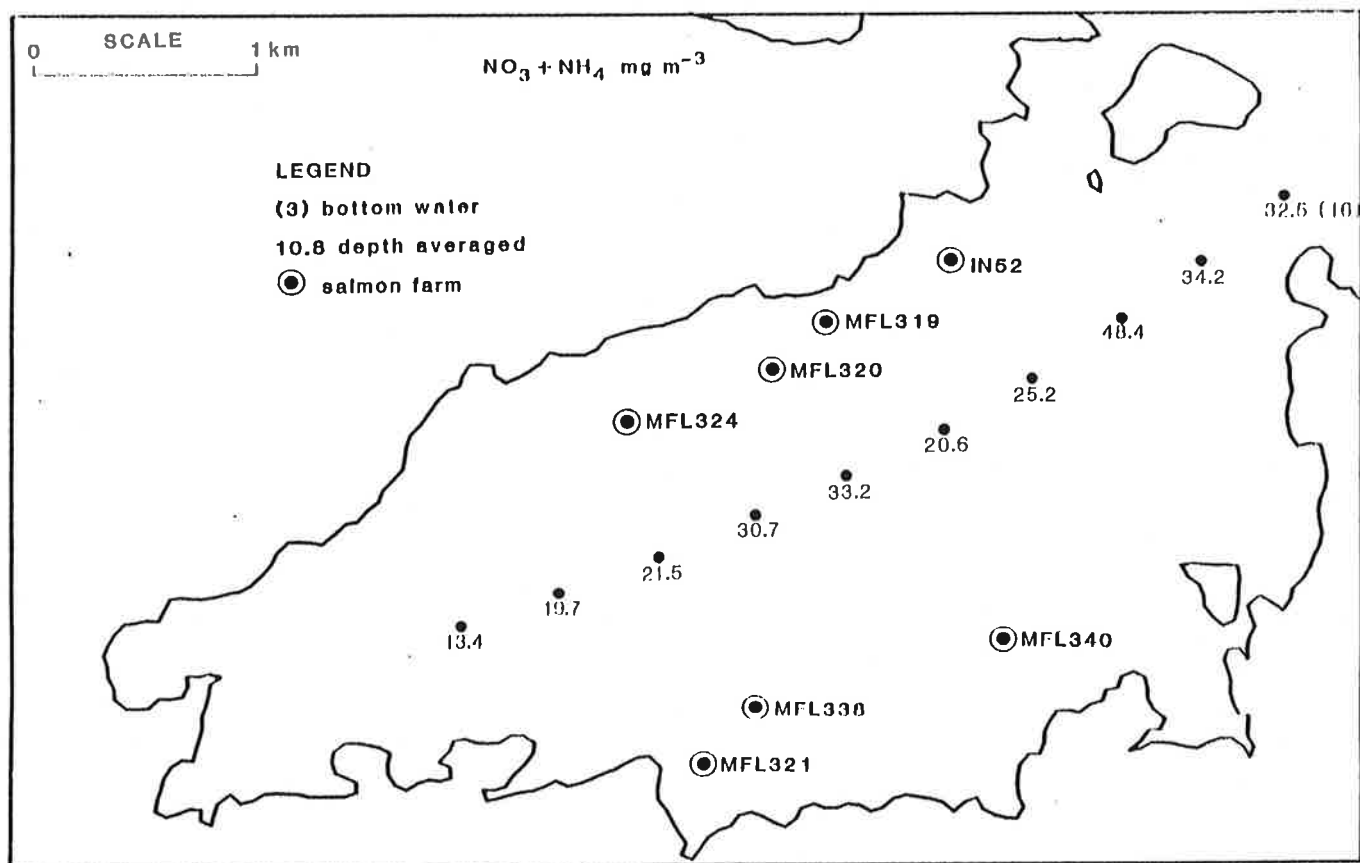 SCALE
0 1 km
NO3 + NH4 mg m-3
LEGEND
(3) bottom water
10.8 depth averaged
salmon farm
32.5 (10)
IN52
34.2
MFL319
48.4
MFL320
25.2
MFL324
20.6
33.2
30.7
21.5
19.7
13.4
MFL340
MFL338
MFL321